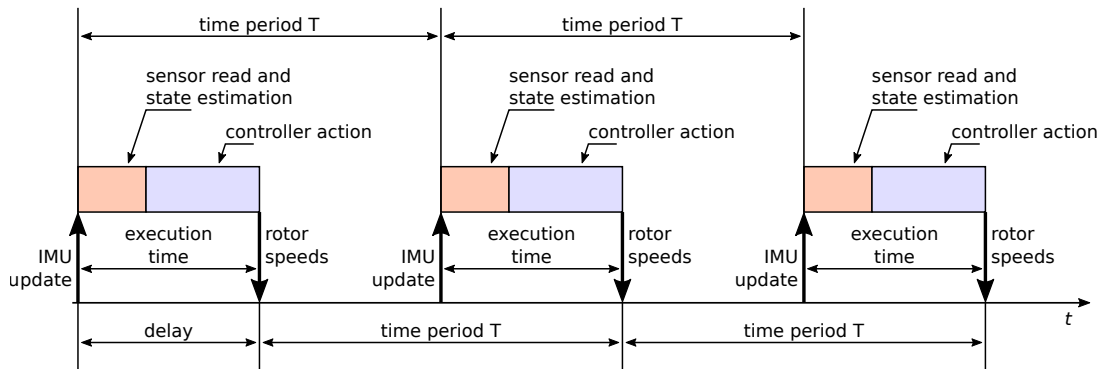 time period T
time period T
sensor read and
state estimation
controller action
sensor read and
state estimation
controller action
sensor read and
state estimation
controller action
IMU
update
execution
time
rotor
speeds
IMU
update
execution
time
rotor
speeds
IMU
update
execution
time
rotor
speeds
t
delay
time period T
time period T